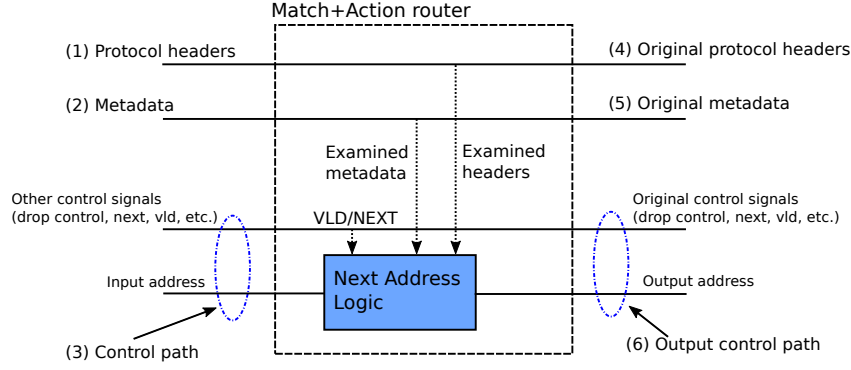 Match+Action router
(1) Protocol headers
(4) Original protocol headers
(2) Metadata
(5) Original metadata
Examined
metadata
Examined
headers
Other control signals
(drop control, next, vld, etc.)
VLD/NEXT
Original control signals
(drop control, next, vld, etc.)
Input address
Next Address
Logic
Output address
(3) Control path
(6) Output control path